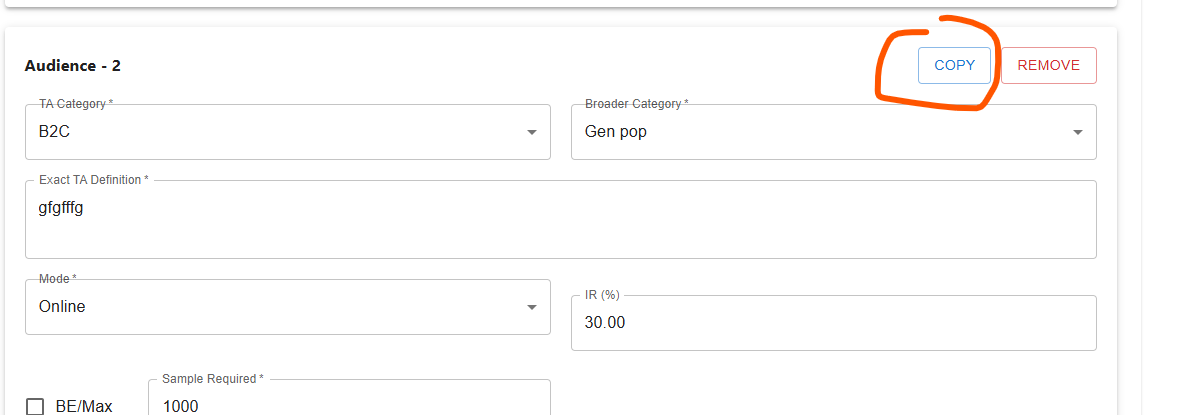 Audience - 2
COPY
REMOVE
TA Category *
B2C
Broader Category *
Gen pop
Exact TA Definition *
gfgfffg
Mode *
Online
IR (%)
30.00
BE/Max
Sample Required *
1000